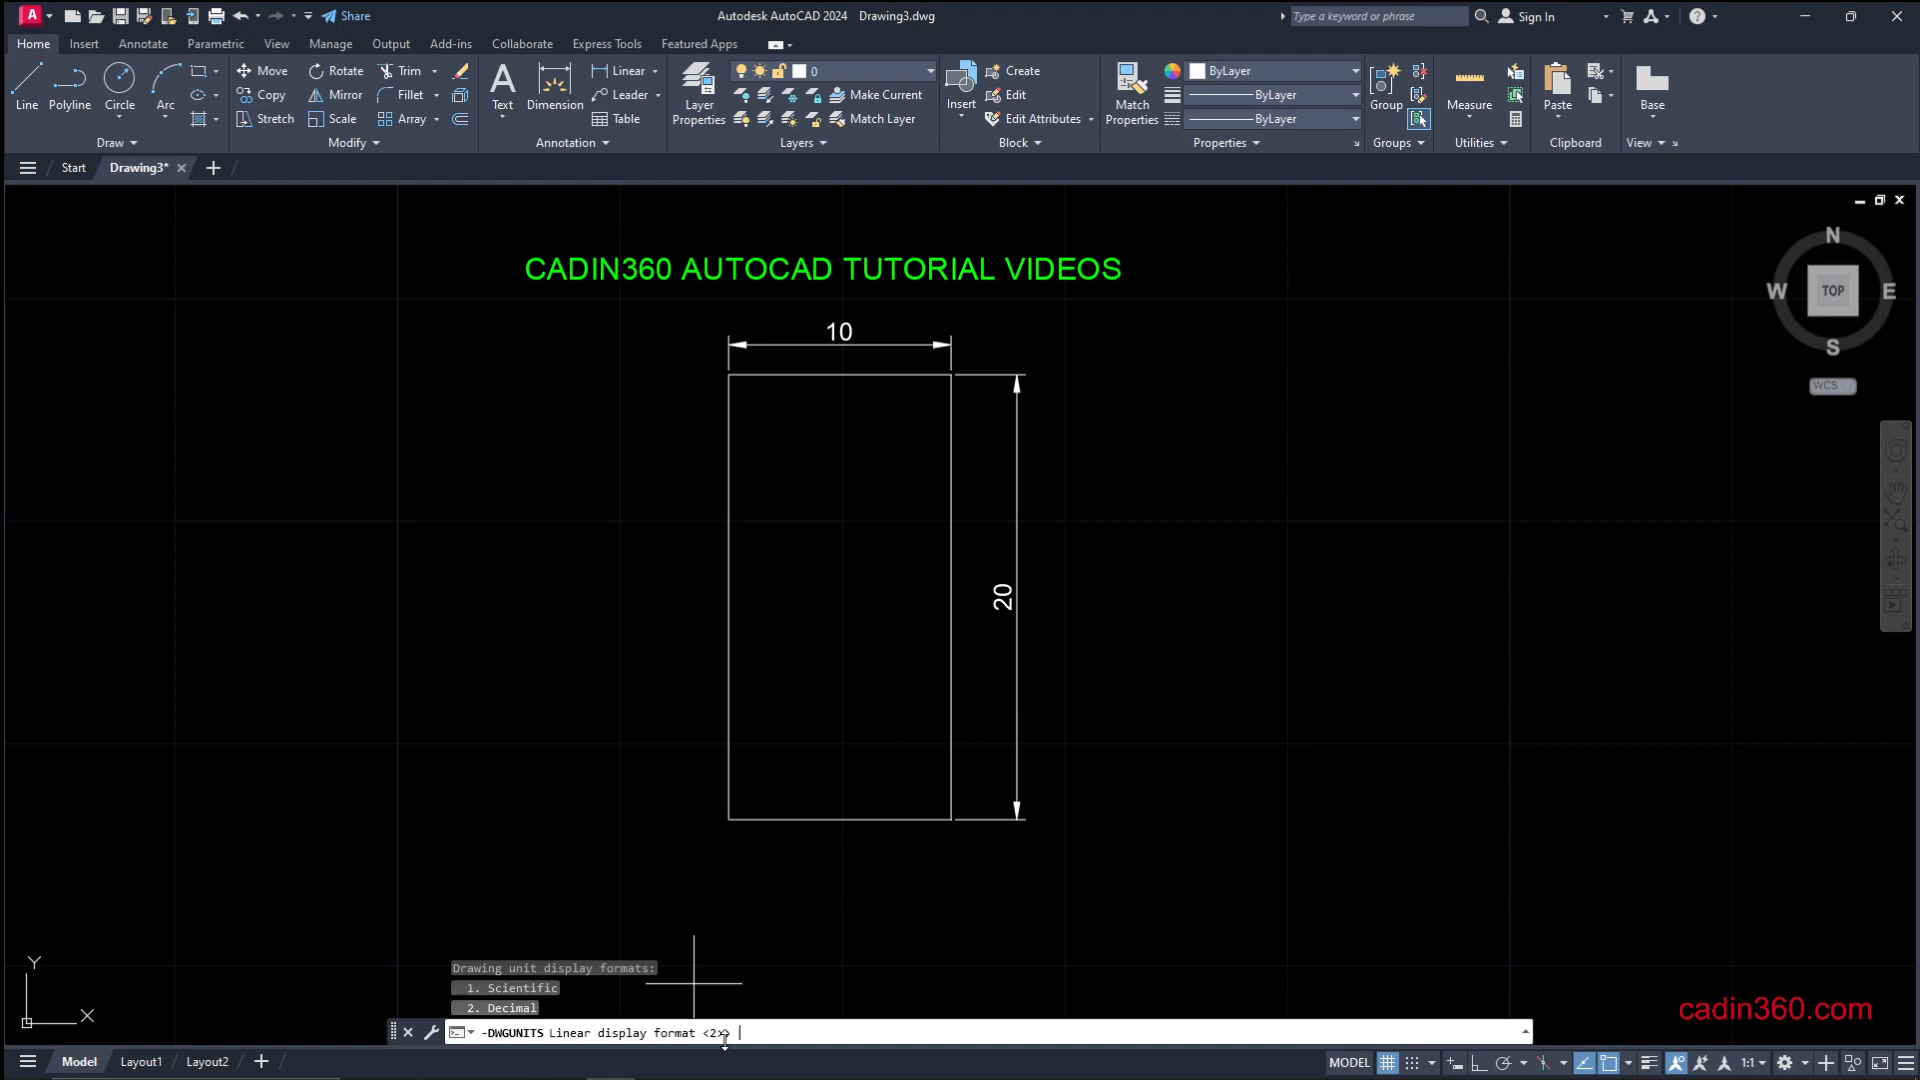 Share
Autodesk AutoCAD 2024 Drawing3.dwg
Type a keyword or phrase
Sign In
Home Insert Annotate Parametric View Manage Output Add-ins Collaborate Express Tools Featured Apps
Line Polyline Circle Arc
Move Rotate Trim
Copy Mirror Fillet
Stretch Scale Array
Text Dimension
Linear
Leader
Table
Layer Properties
0
Make Current
Match Layer
Insert
Create
Edit
Edit Attributes
Match Properties
ByLayer
ByLayer
ByLayer
Group
Measure
Paste
Base
Draw Modify Annotation Layers Block Properties Groups Utilities Clipboard View
Start Drawing3*
CADIN360 AUTOCAD TUTORIAL VIDEOS
N
W TOP E
S
WCS
10
20
Y
X
Drawing unit display formats:
1. Scientific
2. Decimal
-DWGUNITS Linear display format <2>:
cadin360.com
Model Layout1 Layout2
MODEL
1:1